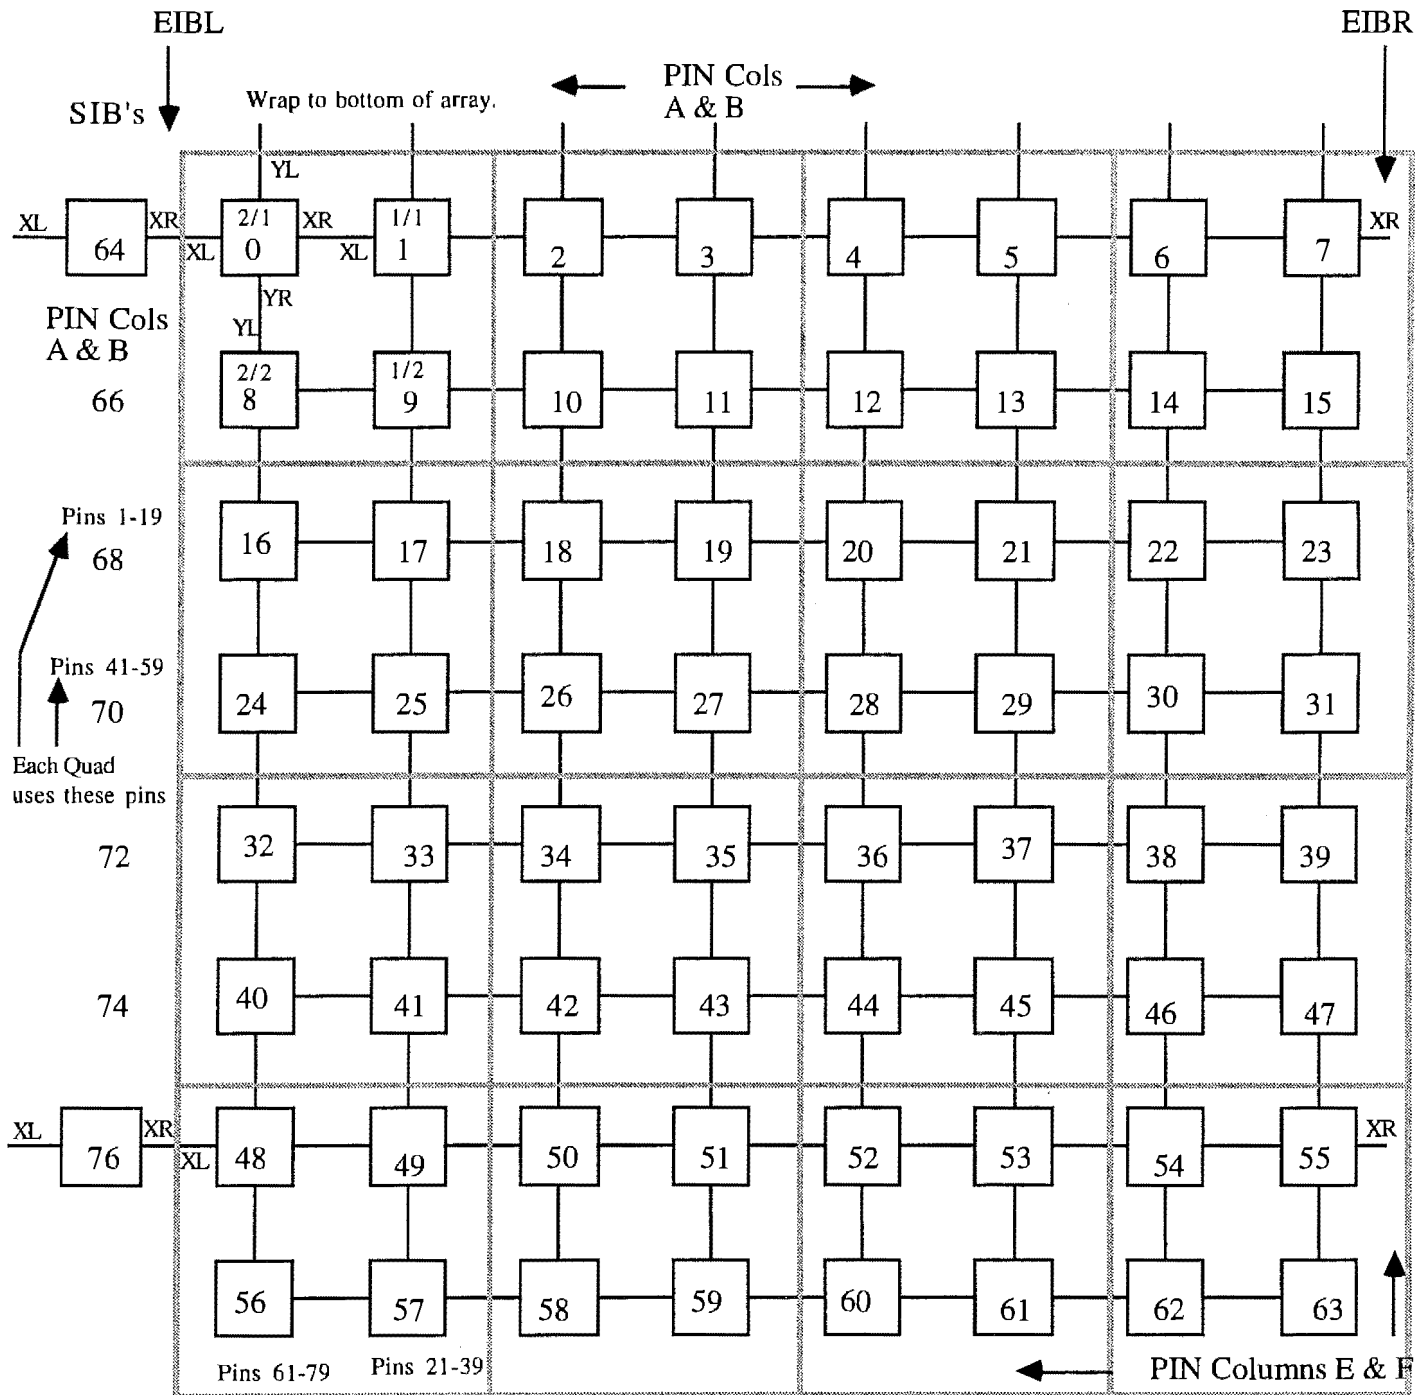 EIBL
EIBR
PIN Cols
A & B
SIB's
Wrap to bottom of array.
YL
XL
XR
2/1
XR
1/1
XR
64
XL
0
XL
1
2
3
4
5
6
7
YR
PIN Cols
A & B
YL
2/2
1/2
66
8
9
10
11
12
13
14
15
Pins 1-19
68
16
17
18
19
20
21
22
23
Pins 41-59
70
24
25
26
27
28
29
30
31
Each Quad
uses these pins
72
32
33
34
35
36
37
38
39
74
40
41
42
43
44
45
46
47
XL
XR
XR
76
XL
48
49
50
51
52
53
54
55
56
57
58
59
60
61
62
63
Pins 61-79
Pins 21-39
PIN Columns E & F